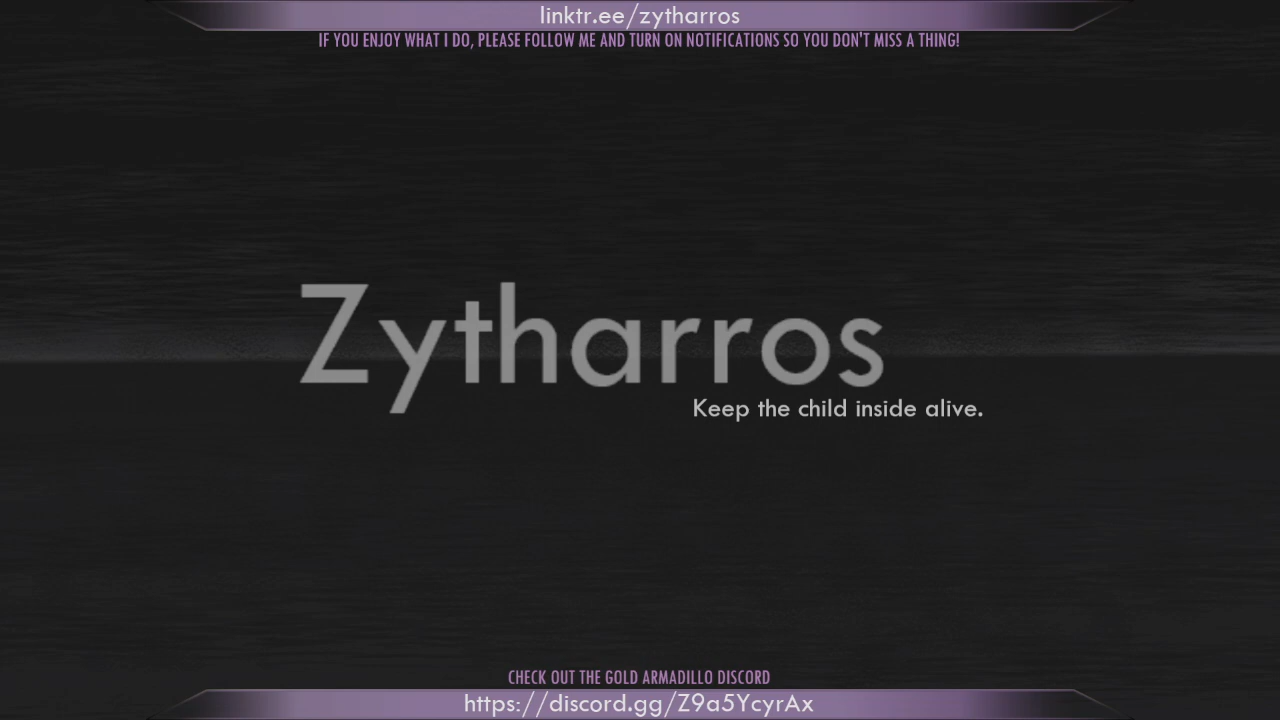 linktr.ee/zytharros
IF YOU ENJOY WHAT I DO, PLEASE FOLLOW ME AND TURN ON NOTIFICATIONS SO YOU DON'T MISS A THING!
Zytharros
Keep the child inside alive.
CHECK OUT THE GOLD ARMADILLO DISCORD
https://discord.gg/Z9a5YcyrAx